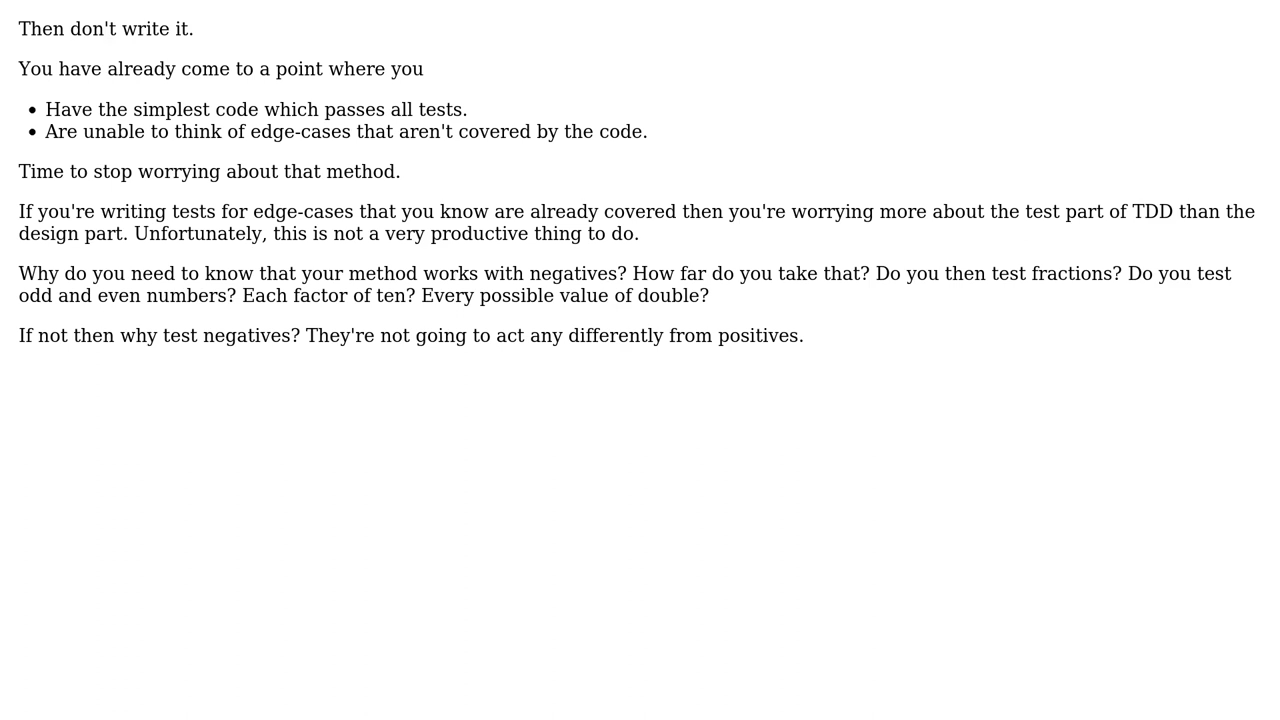 Then don't write it.
You have already come to a point where you
• Have the simplest code which passes all tests.
• Are unable to think of edge-cases that aren't covered by the code.
Time to stop worrying about that method.
If you're writing tests for edge-cases that you know are already covered then you're worrying more about the test part of TDD than the
design part. Unfortunately, this is not a very productive thing to do.
Why do you need to know that your method works with negatives? How far do you take that? Do you then test fractions? Do you test
odd and even numbers? Each factor of ten? Every possible value of double?
If not then why test negatives? They're not going to act any differently from positives.